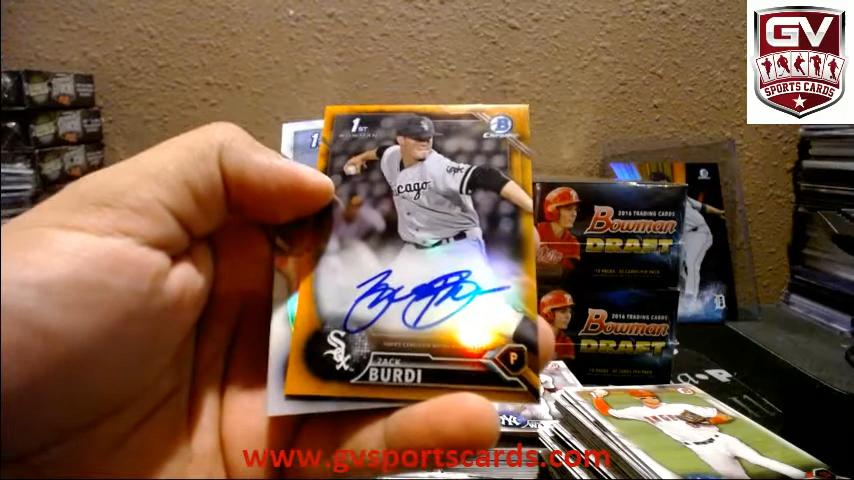 GV
SPORTS CARDS
1ST
BOWMAN
B
CHROME
Chicago
Sox
ZACK
BURDI
P
2016 TRADING CARDS
Bowman
DRAFT
2016 TRADING CARDS
Bowman
DRAFT
D
www.gvsportscards.com